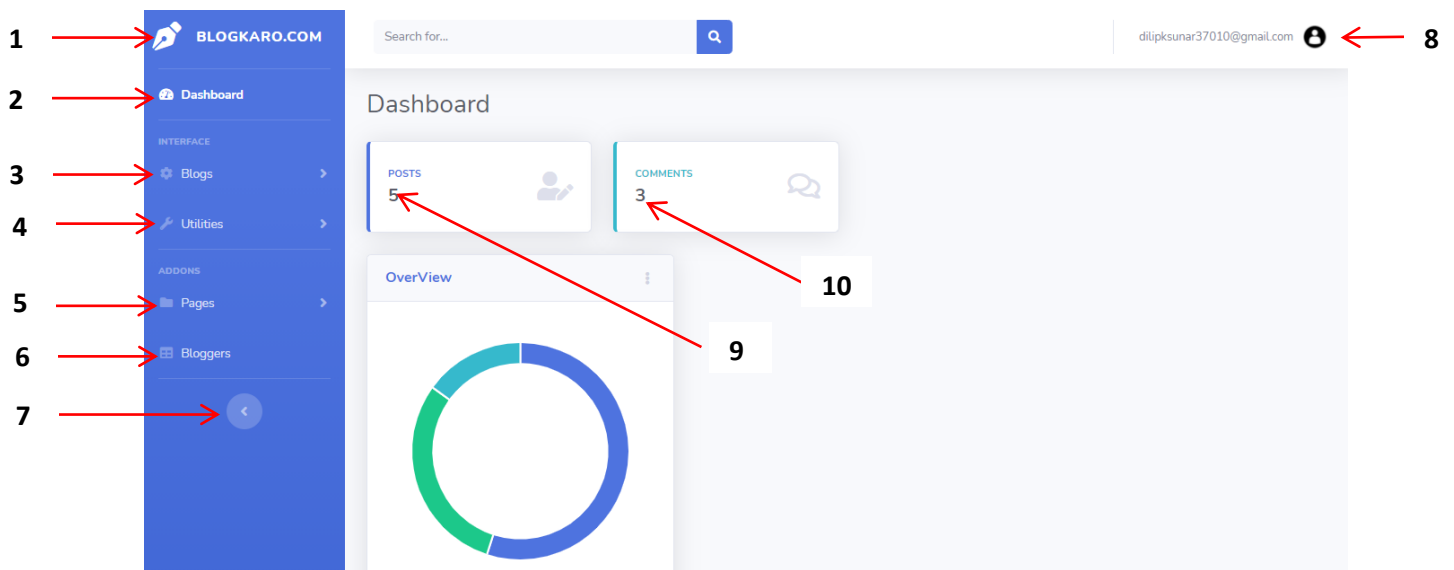 1
BLOGKARO.COM
Search for...
dilipksunar37010@gmail.com
8
2
Dashboard
Dashboard
INTERFACE
3
Blogs
POSTS
5
COMMENTS
3
4
Utilities
ADDONS
OverView
10
5
Pages
9
6
Bloggers
7